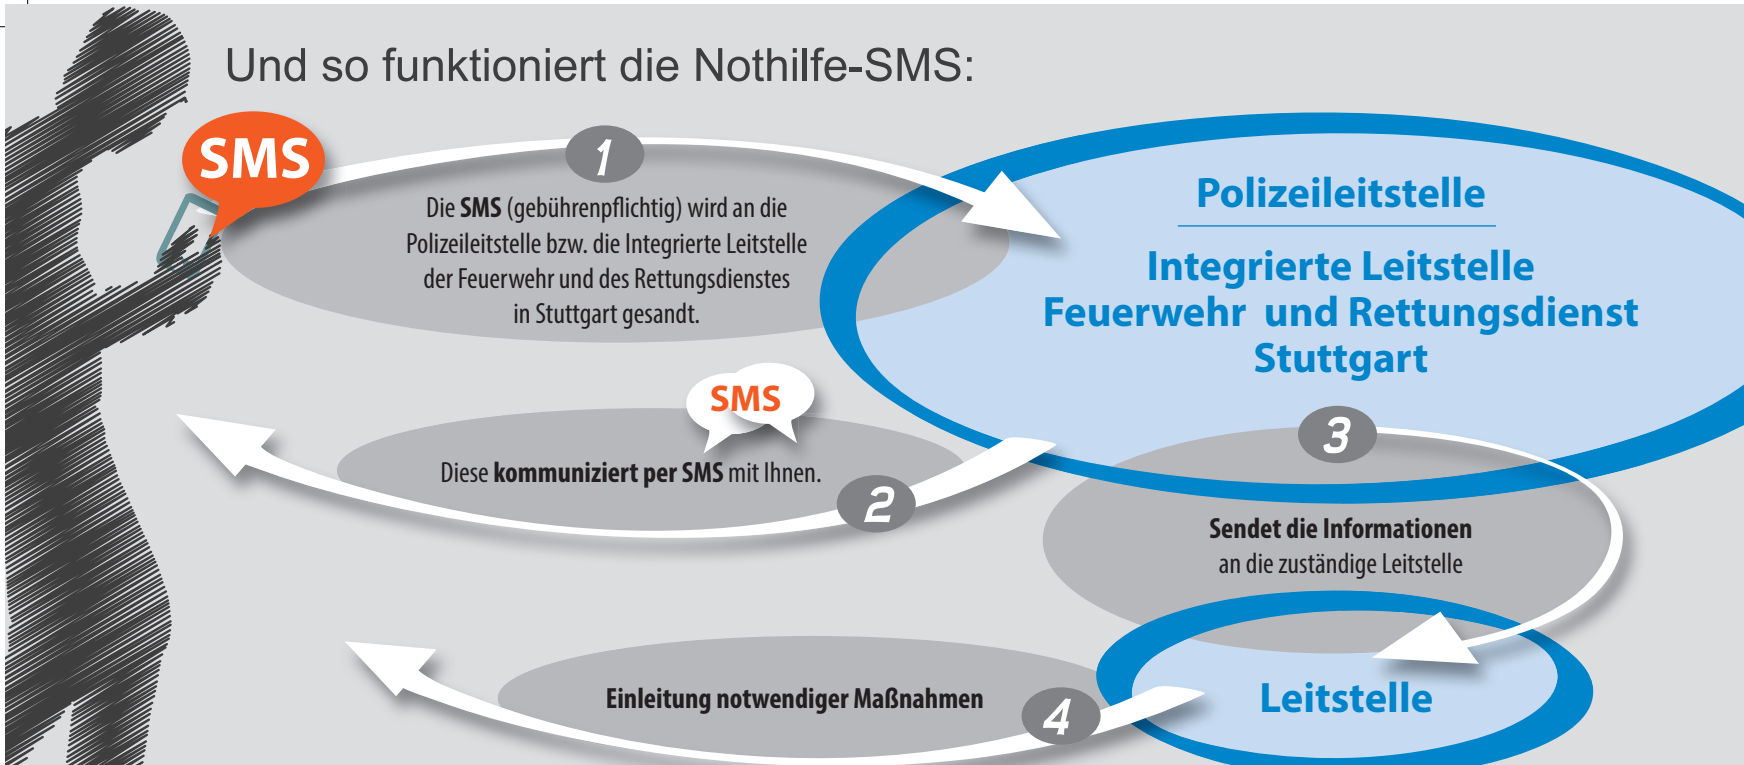 Und so funktioniert die Nothilfe-SMS:
SMS
1
Die SMS (gebührenpflichtig) wird an die
Polizeileitstelle bzw. die Integrierte Leitstelle
der Feuerwehr und des Rettungsdienstes
in Stuttgart gesandt.
Polizeileitstelle
Integrierte Leitstelle
Feuerwehr und Rettungsdienst
Stuttgart
SMS
Diese kommuniziert per SMS mit Ihnen.
2
3
Sendet die Informationen
an die zuständige Leitstelle
Leitstelle
Einleitung notwendiger Maßnahmen
4